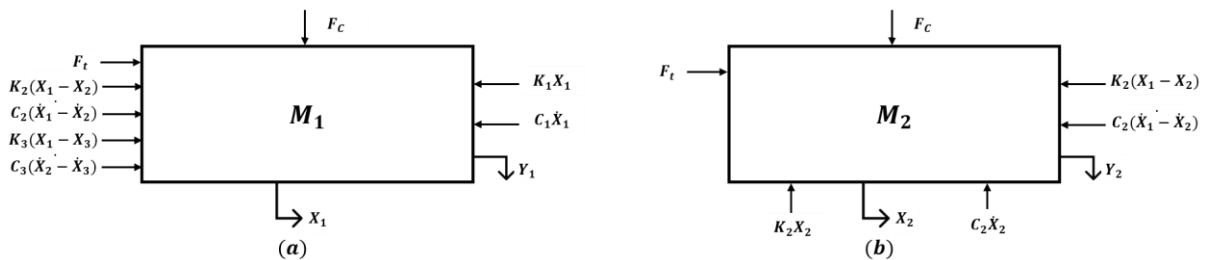 F_C
F_t
K_2(X_1 − X_2)
C_2(Ẋ_1 − Ẋ_2)
K_3(X_1 − X_3)
C_3(Ẋ_2 − Ẋ_3)
M_1
K_1X_1
C_1Ẋ_1
Y_1
X_1
(a)
F_C
F_t
M_2
K_2(X_1 − X_2)
C_2(Ẋ_1 − Ẋ_2)
Y_2
K_2X_2
X_2
C_2Ẋ_2
(b)